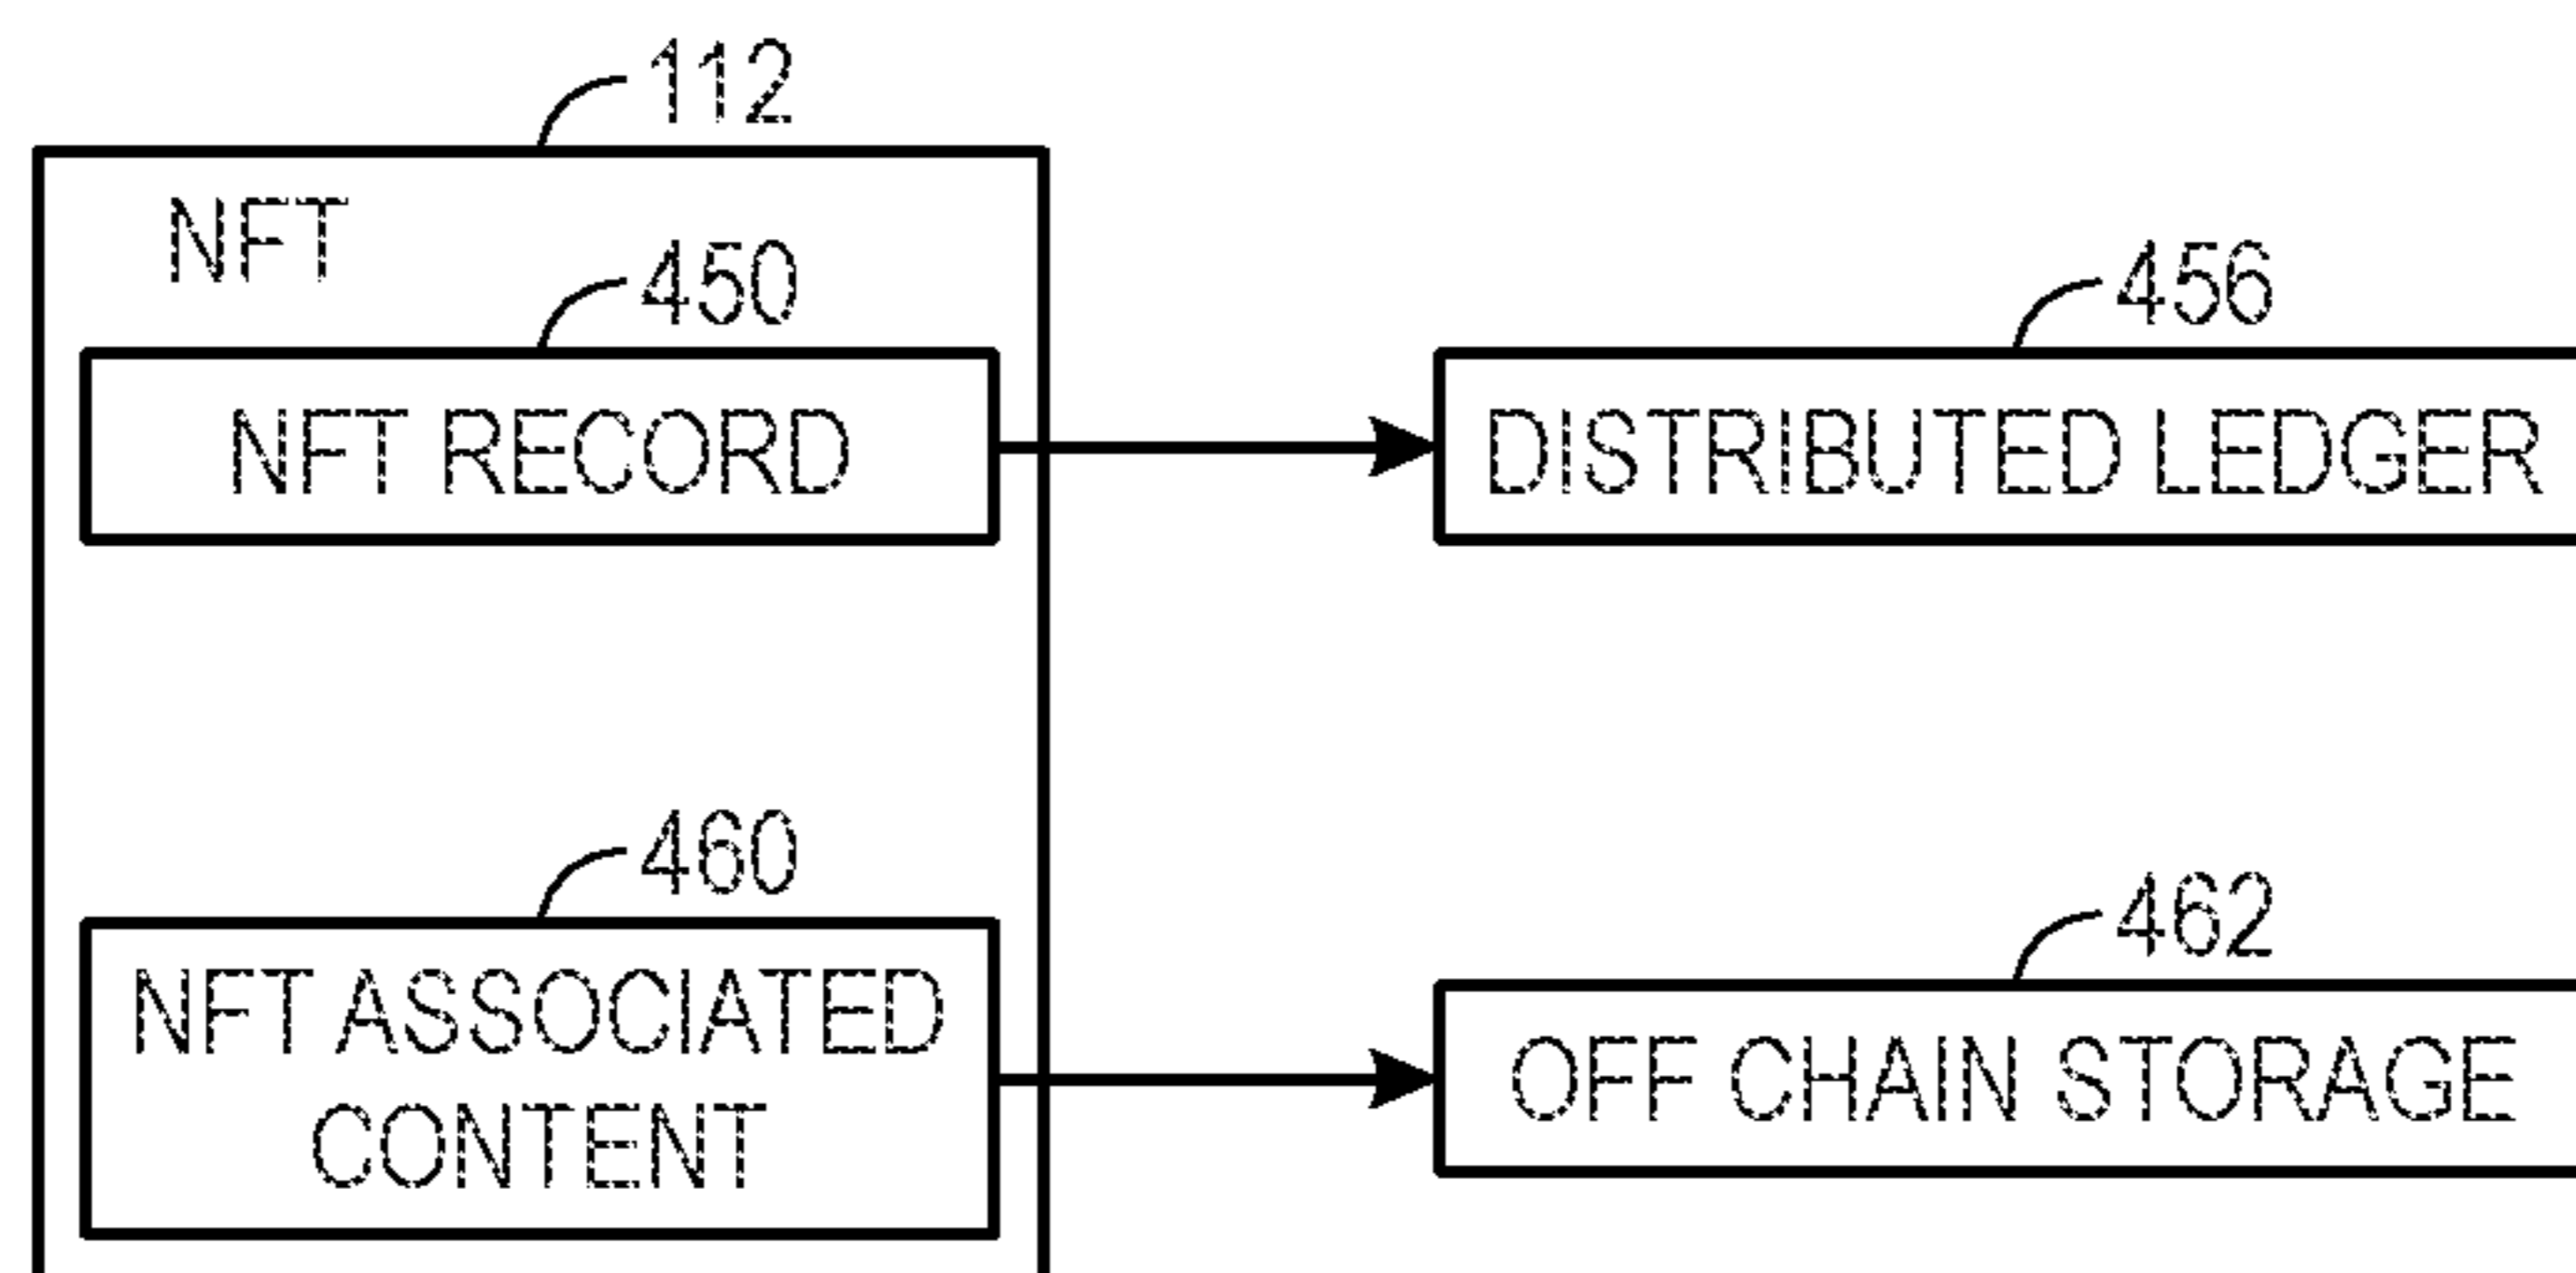 112
NFT
450
NFT RECORD
456
DISTRIBUTED LEDGER
460
NFT ASSOCIATED
CONTENT
462
OFF CHAIN STORAGE